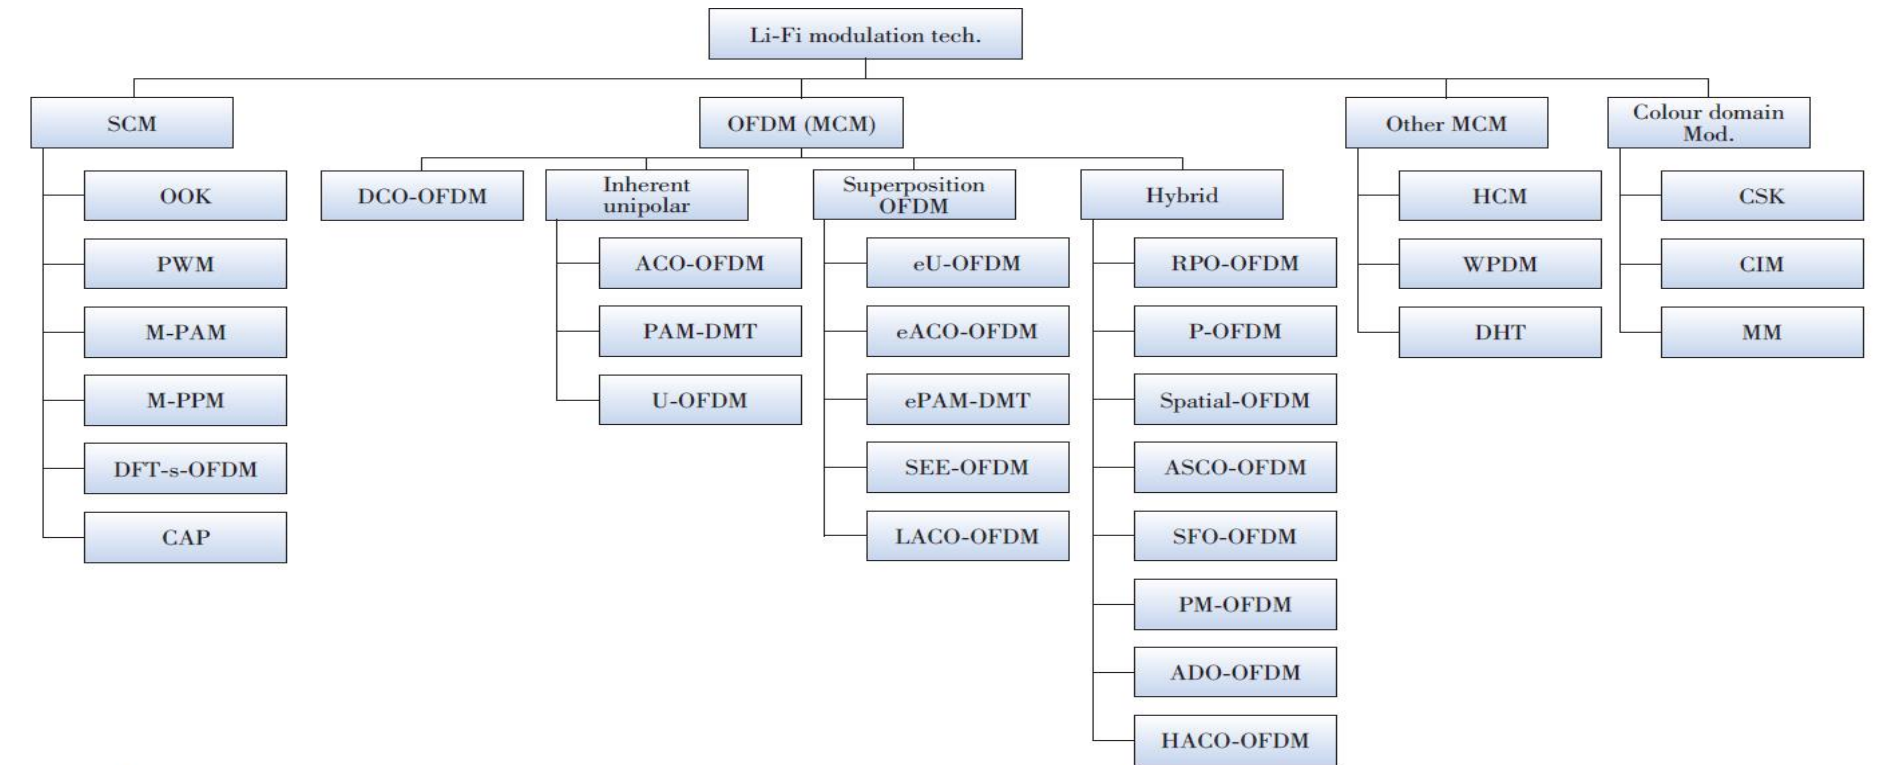 Li-Fi modulation tech.
SCM
OOK
PWM
M-PAM
M-PPM
DFT-s-OFDM
CAP
OFDM (MCM)
DCO-OFDM
Inherent
unipolar
ACO-OFDM
PAM-DMT
U-OFDM
Superposition
OFDM
eU-OFDM
eACO-OFDM
ePAM-DMT
SEE-OFDM
LACO-OFDM
Hybrid
RPO-OFDM
P-OFDM
Spatial-OFDM
ASCO-OFDM
SFO-OFDM
PM-OFDM
ADO-OFDM
HACO-OFDM
Other MCM
HCM
WPDM
DHT
Colour domain
Mod.
CSK
CIM
MM